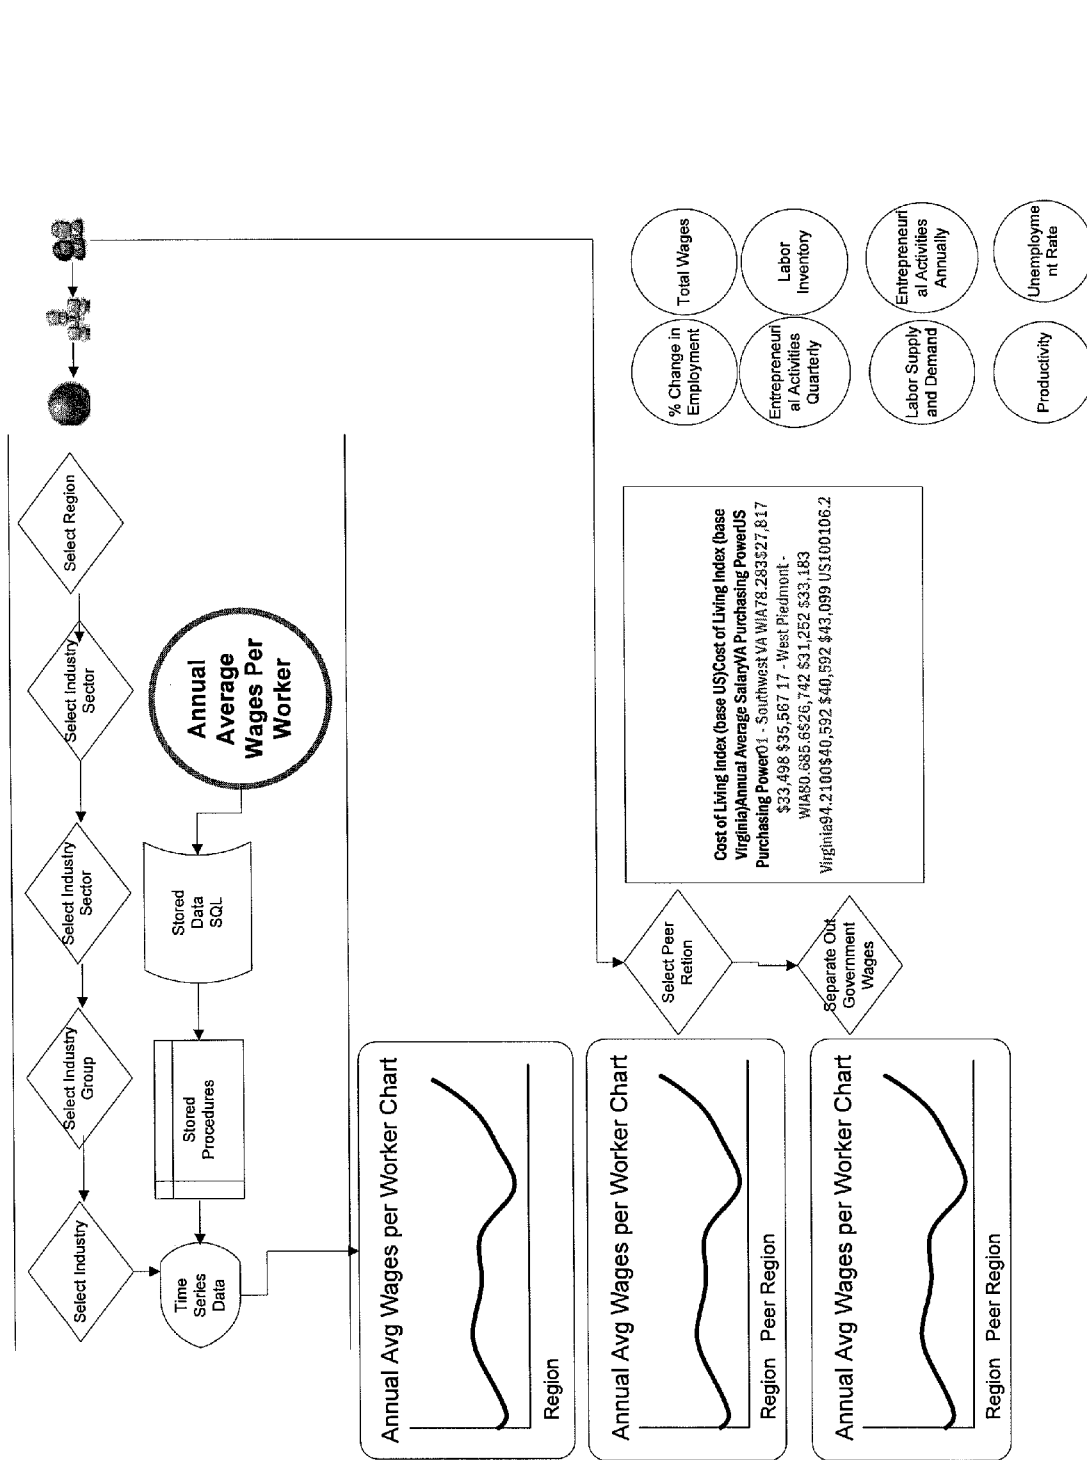 Select Industry
Select Industry
Group
Select Industry
Sector
Select Industry
Sector
Select Region
Time
Series
Data
Stored
Procedures
Stored
Data
SQL
Annual
Average
Wages Per
Worker
Annual Avg Wages per Worker Chart
Region
Annual Avg Wages per Worker Chart
Region Peer Region
Annual Avg Wages per Worker Chart
Region Peer Region
Select Peer
Retion
Separate Out
Government
Wages
Cost of Living Index (base US)Cost of Living Index (base
Virginia)Annual Average SalaryVA Purchasing PowerUS
Purchasing Power01 - Southwest VA WIA78.283$27,817
$33,498 $35,567 17 - West Piedmont -
WIA80.685.6$26,742 $31,252 $33,183
Virginia94.2100$40,592 $40,592 $43,099 US100106.2
% Change in
Employment
Total Wages
Entrepreneuri
al Activities
Quarterly
Labor
Inventory
Labor Supply
and Demand
Entrepreneuri
al Activities
Annually
Productivity
Unemployme
nt Rate